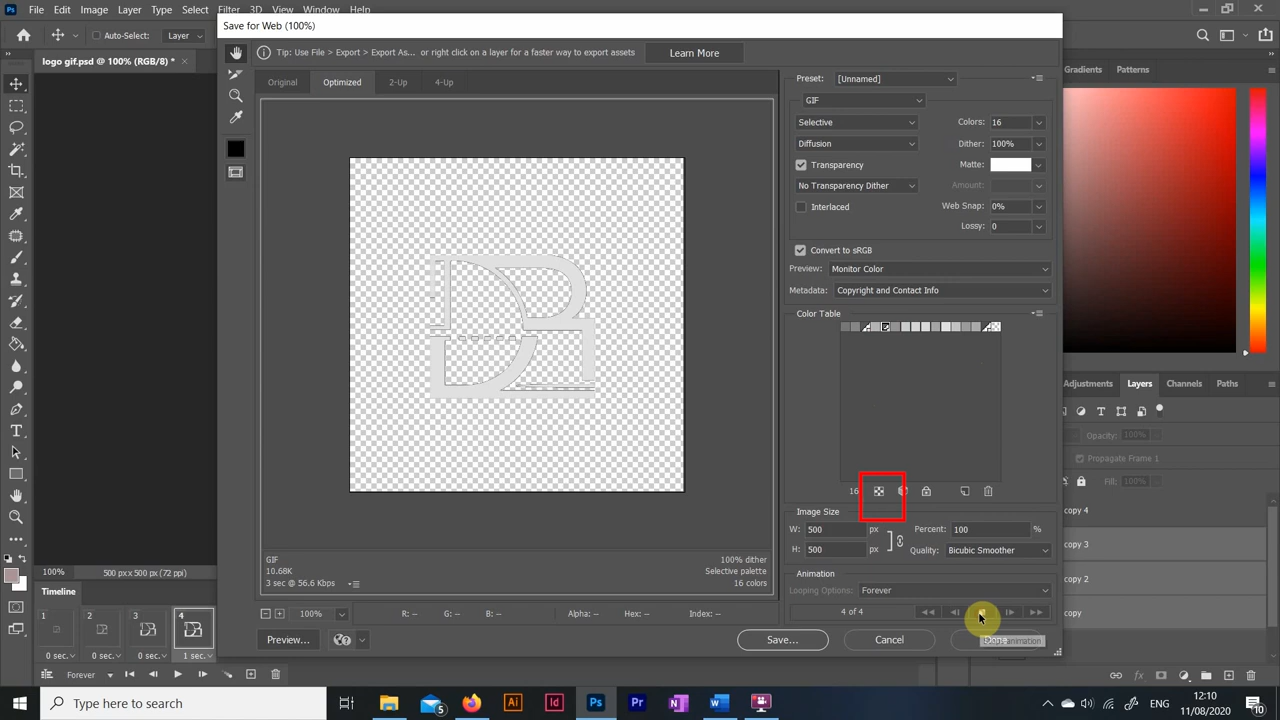 File Edit Image Layer Type Select Filter 3D View Window Help
Save for Web (100%)
Auto-Select: Layer
logo gif.psd @ 100% (RGB/8) * ×
Tip: Use File > Export > Export As... or right click on a layer for a faster way to export assets
Learn More
Original Optimized 2-Up 4-Up
Preset: [Unnamed]
GIF
Selective Colors: 16
Diffusion Dither: 100%
Transparency Matte:
No Transparency Dither Amount:
Interlaced Web Snap: 0%
Lossy: 0
Convert to sRGB
Preview: Monitor Color
Metadata: Copyright and Contact Info
Color Table
16
Image Size
W: 500 px Percent: 100 %
H: 500 px Quality: Bicubic Smoother
Animation
Looping Options: Forever
4 of 4
GIF 100% dither
10.68K Selective palette
3 sec @ 56.6 Kbps 16 colors
100% R: -- G: -- B: -- Alpha: -- Hex: -- Index: --
Preview... Save... Cancel Done
Gradients Patterns
Adjustments Layers Channels Paths
Opacity: 100%
Propagate Frame 1
Fill: 100%
copy 4
copy 3
copy 2
copy
100% 500 px x 500 px (72 ppi)
Timeline
1 2 3 4
0 sec. 0 sec. 0 sec. 1 sec.
Forever
Type here to search
5
12:10
11/08/2020